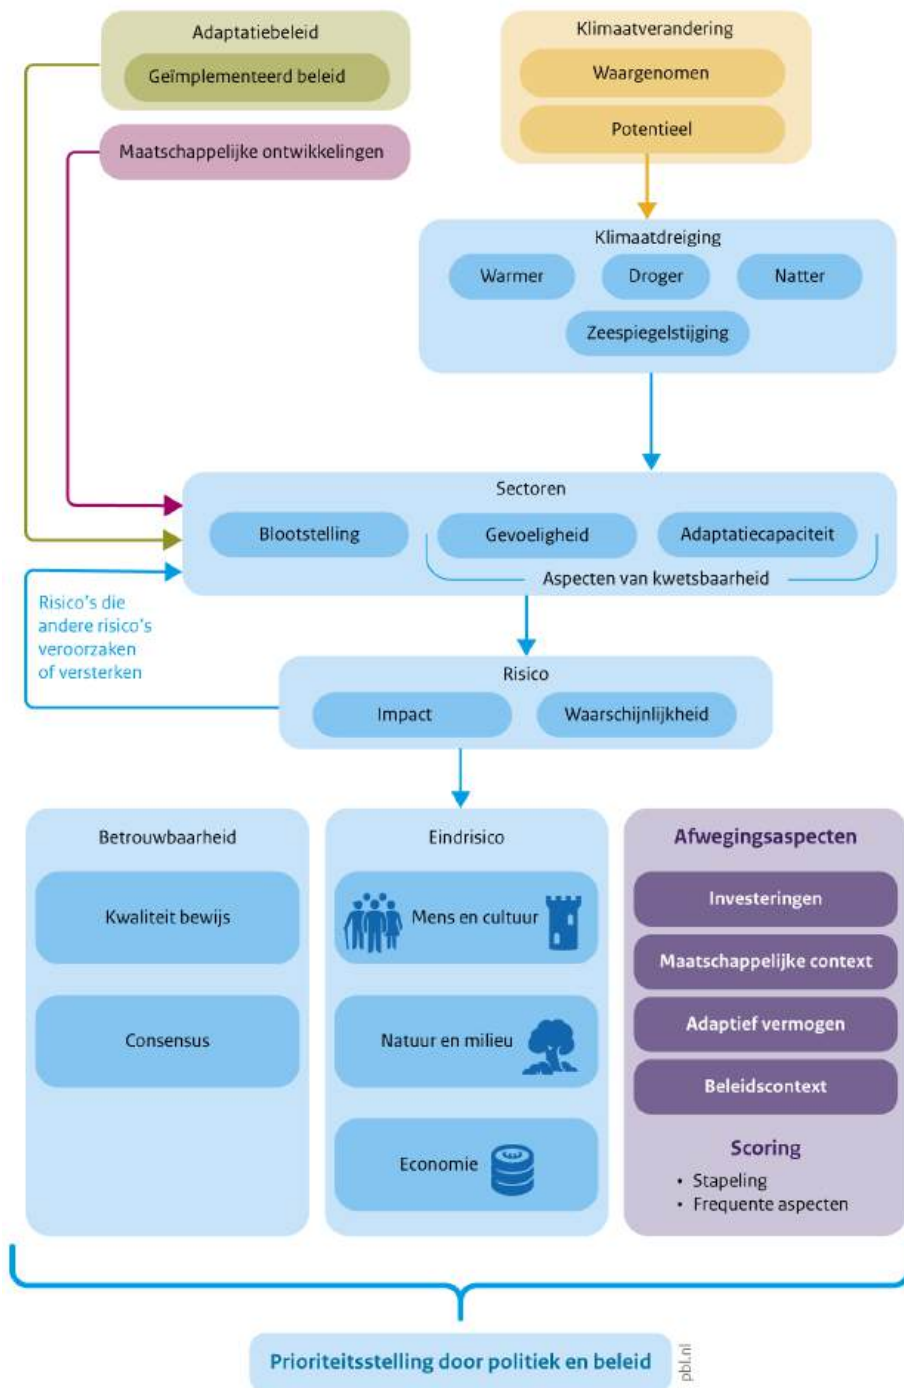 Adaptatiebeleid
Geïmplementeerd beleid
Maatschappelijke ontwikkelingen
Klimaatverandering
Waargenomen
Potentieel
Klimaatdreiging
Warmer
Droger
Natter
Zeespiegelstijging
Sectoren
Blootstelling
Gevoeligheid
Adaptatiecapaciteit
Aspecten van kwetsbaarheid
Risico's die
andere risico's
veroorzaken
of versterken
Risico
Impact
Waarschijnlijkheid
Betrouwbaarheid
Kwaliteit bewijs
Consensus
Eindrisico
Mens en cultuur
Natuur en milieu
Economie
Afwegingsaspecten
Investeringen
Maatschappelijke context
Adaptief vermogen
Beleidscontext
Scoring
• Stapeling
• Frequente aspecten
Prioriteitsstelling door politiek en beleid
pbl.nl